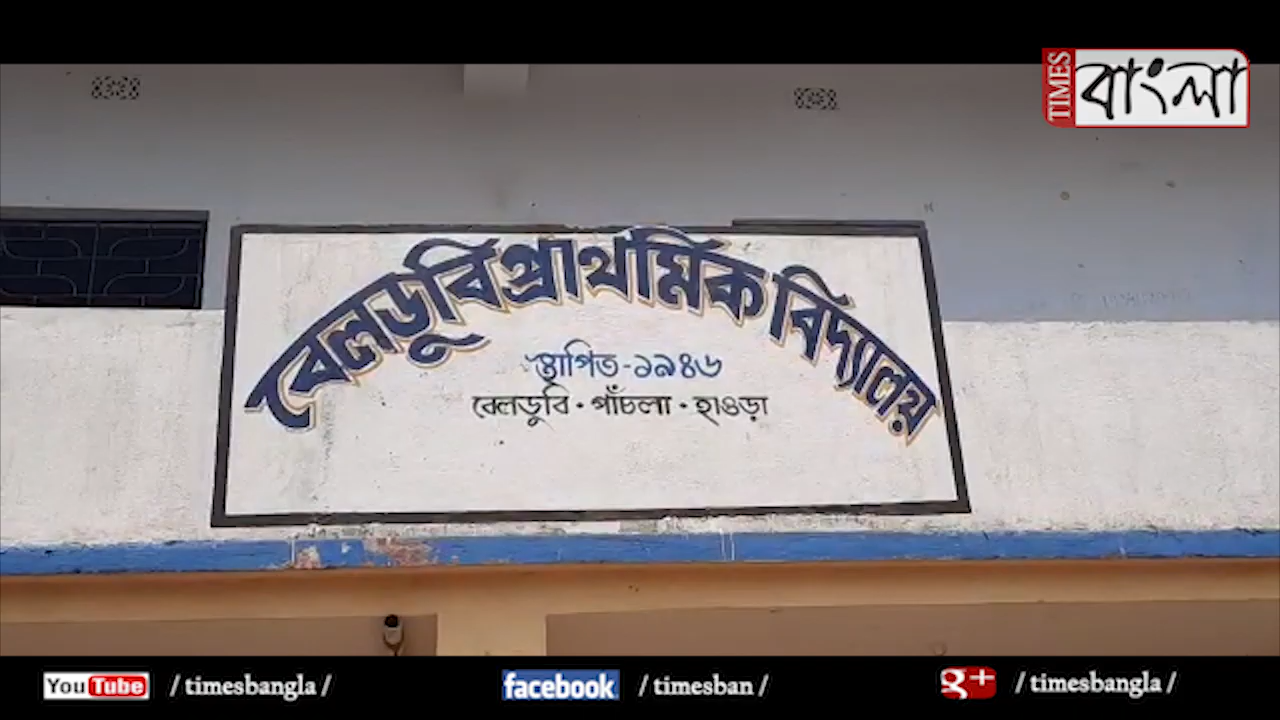 TIMES বাংলা
বেলডুবি প্রাথমিক বিদ্যালয়
স্থাপিত-১৯৪৬
বেলডুবি · পাঁচলা · হাওড়া
YouTube / timesbangla / facebook / timesban / g+ / timesbangla /